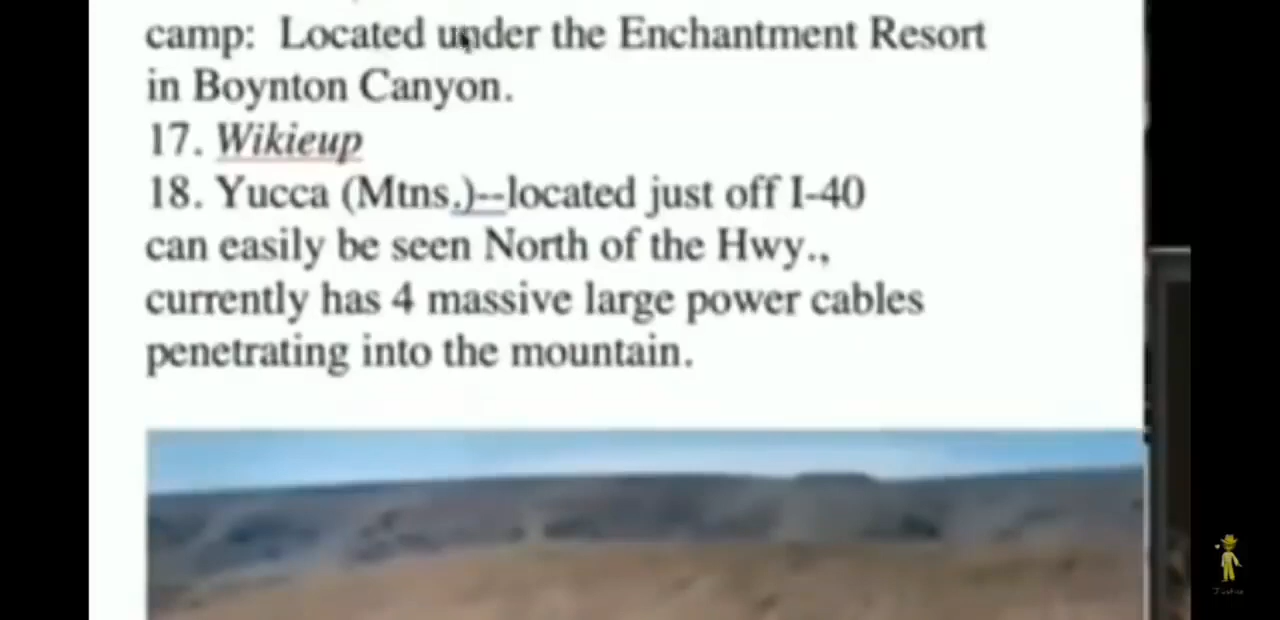 camp: Located under the Enchantment Resort
in Boynton Canyon.
17. Wikieup
18. Yucca (Mtns.)--located just off I-40
can easily be seen North of the Hwy.,
currently has 4 massive large power cables
penetrating into the mountain.
Justice